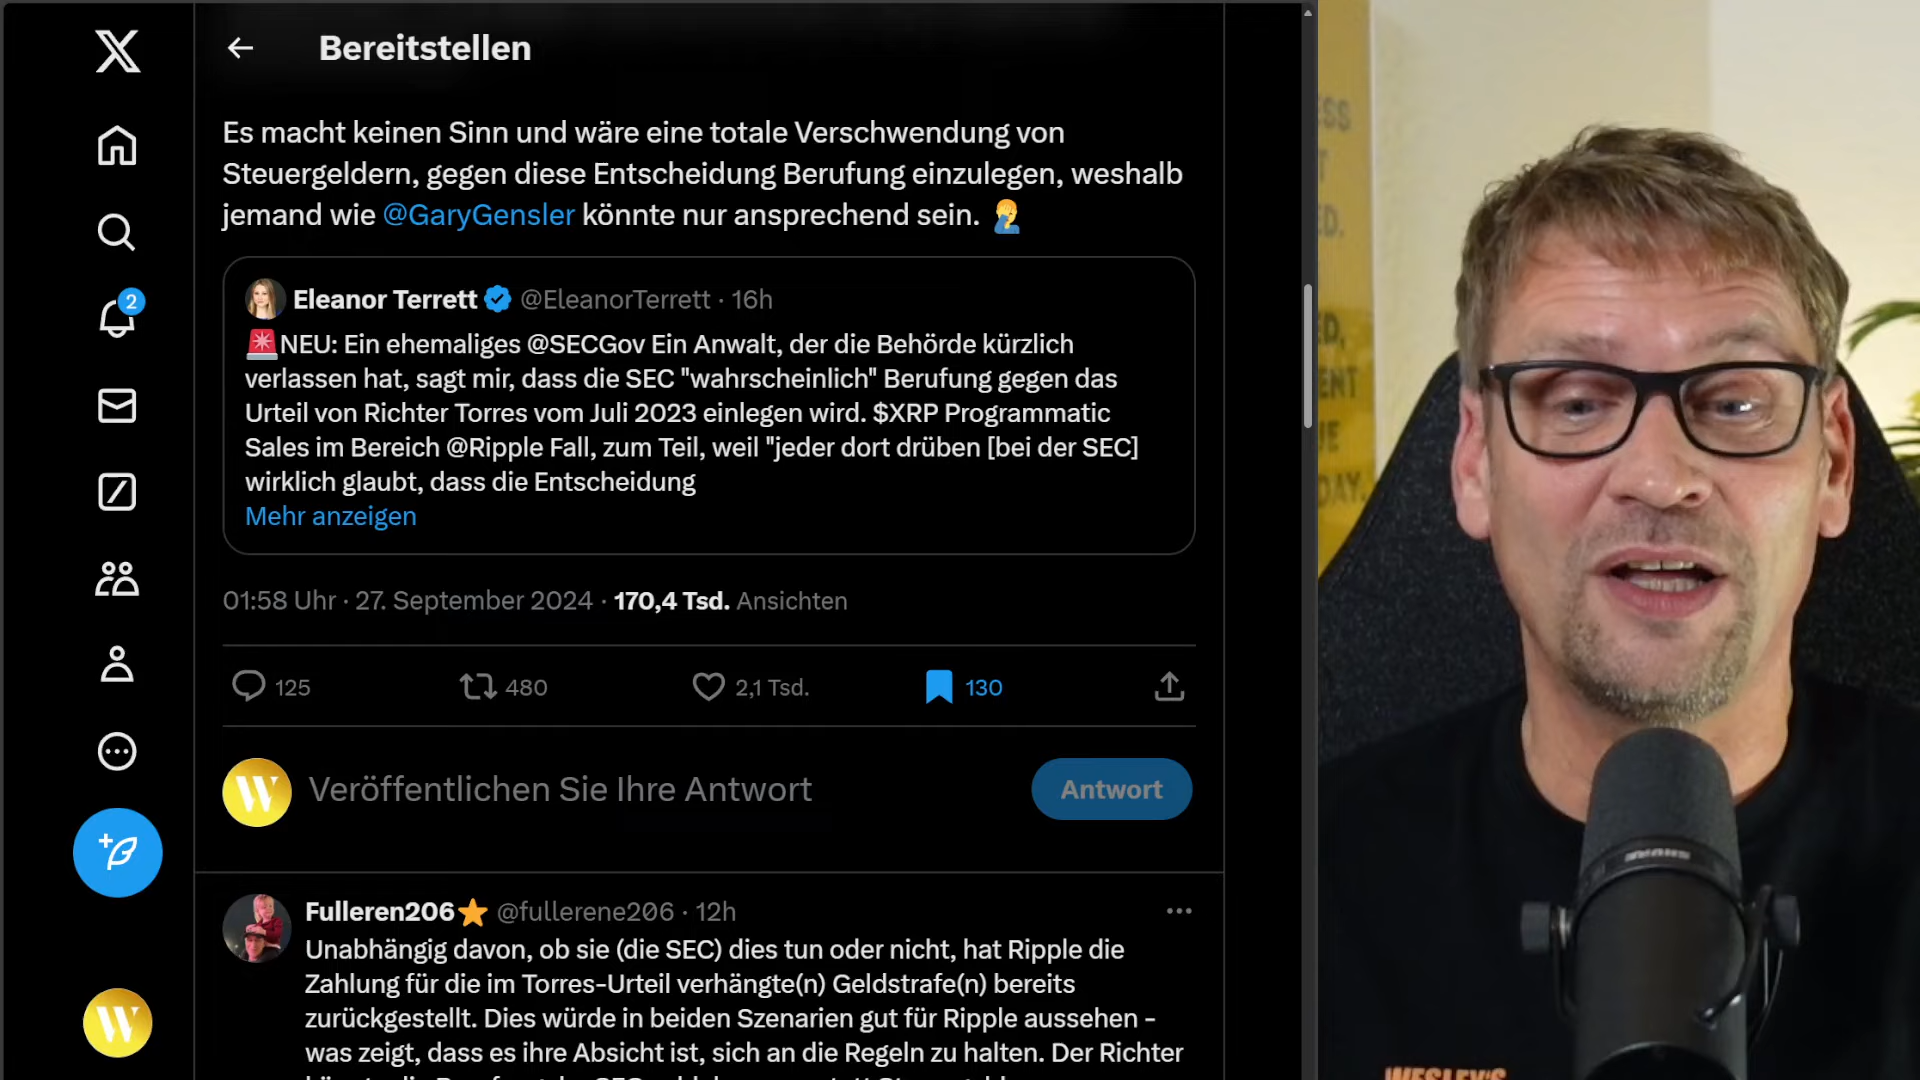 Bereitstellen
Es macht keinen Sinn und wäre eine totale Verschwendung von
Steuergeldern, gegen diese Entscheidung Berufung einzulegen, weshalb
jemand wie @GaryGensler könnte nur ansprechend sein. 🤦‍♂️
Eleanor Terrett @EleanorTerrett · 16h
🚨NEU: Ein ehemaliges @SECGov Ein Anwalt, der die Behörde kürzlich
verlassen hat, sagt mir, dass die SEC "wahrscheinlich" Berufung gegen das
Urteil von Richter Torres vom Juli 2023 einlegen wird. $XRP Programmatic
Sales im Bereich @Ripple Fall, zum Teil, weil "jeder dort drüben [bei der SEC]
wirklich glaubt, dass die Entscheidung
Mehr anzeigen
01:58 Uhr · 27. September 2024 · 170,4 Tsd. Ansichten
125 480 2,1 Tsd. 130
Veröffentlichen Sie Ihre Antwort
Antwort
Fulleren206⭐ @fullerene206 · 12h
Unabhängig davon, ob sie (die SEC) dies tun oder nicht, hat Ripple die
Zahlung für die im Torres-Urteil verhängte(n) Geldstrafe(n) bereits
zurückgestellt. Dies würde in beiden Szenarien gut für Ripple aussehen –
was zeigt, dass es ihre Absicht ist, sich an die Regeln zu halten. Der Richter
2
W
W
SHURE
WESLEY'S